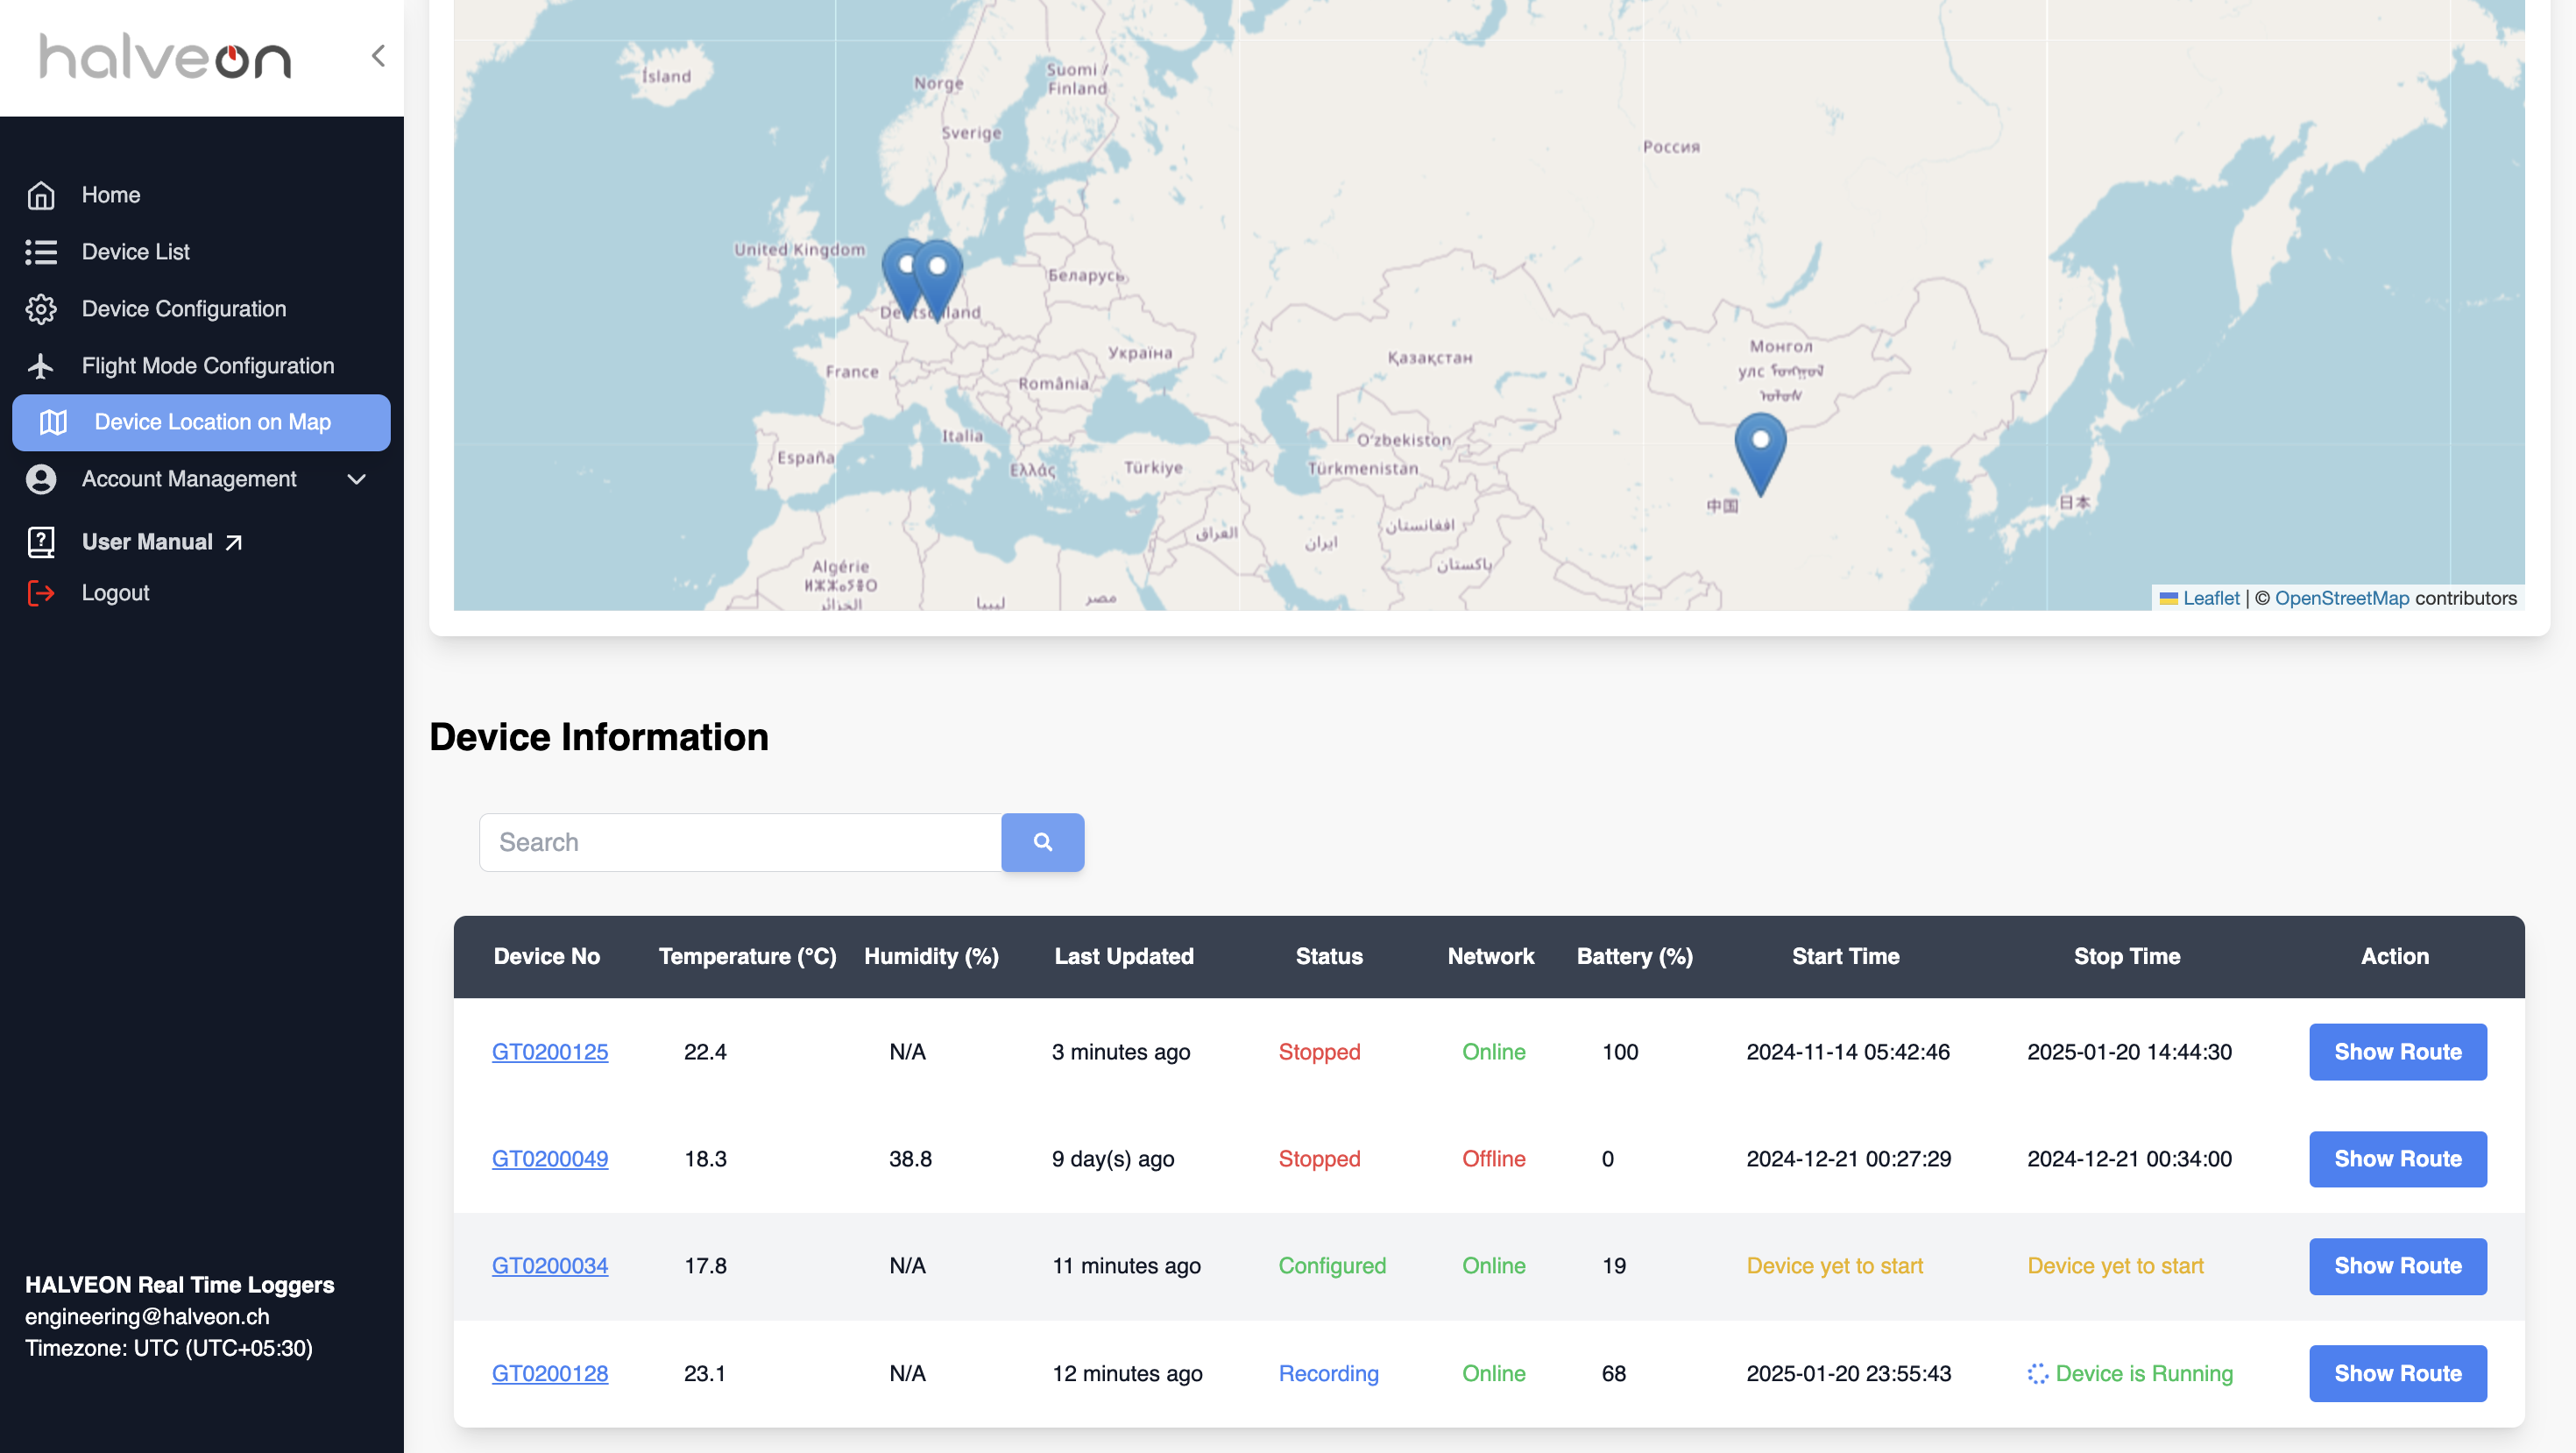 halveon
Home
Device List
Device Configuration
Flight Mode Configuration
Device Location on Map
Account Management
User Manual
Logout
HALVEON Real Time Loggers
engineering@halveon.ch
Timezone: UTC (UTC+05:30)
Ísland
Norge
Suomi /
Finland
Sverige
Россия
United Kingdom
Беларусь
Deutschland
Україна
Монгол
улс
Қазақстан
France
România
Italia
España
Ελλάς
Türkiye
Oʻzbekiston
Türkmenistan
中国
日本
العراق
ایران
افغانستان
پاکستان
Algérie
ⵍⵣⵣⴰⵢⴻⵔ
الجزائر
ليبيا
مصر
Leaflet | © OpenStreetMap contributors
Device Information
Search
Device No Temperature (°C) Humidity (%) Last Updated Status Network Battery (%) Start Time Stop Time Action
GT0200125 22.4 N/A 3 minutes ago Stopped Online 100 2024-11-14 05:42:46 2025-01-20 14:44:30 Show Route
GT0200049 18.3 38.8 9 day(s) ago Stopped Offline 0 2024-12-21 00:27:29 2024-12-21 00:34:00 Show Route
GT0200034 17.8 N/A 11 minutes ago Configured Online 19 Device yet to start Device yet to start Show Route
GT0200128 23.1 N/A 12 minutes ago Recording Online 68 2025-01-20 23:55:43 Device is Running Show Route